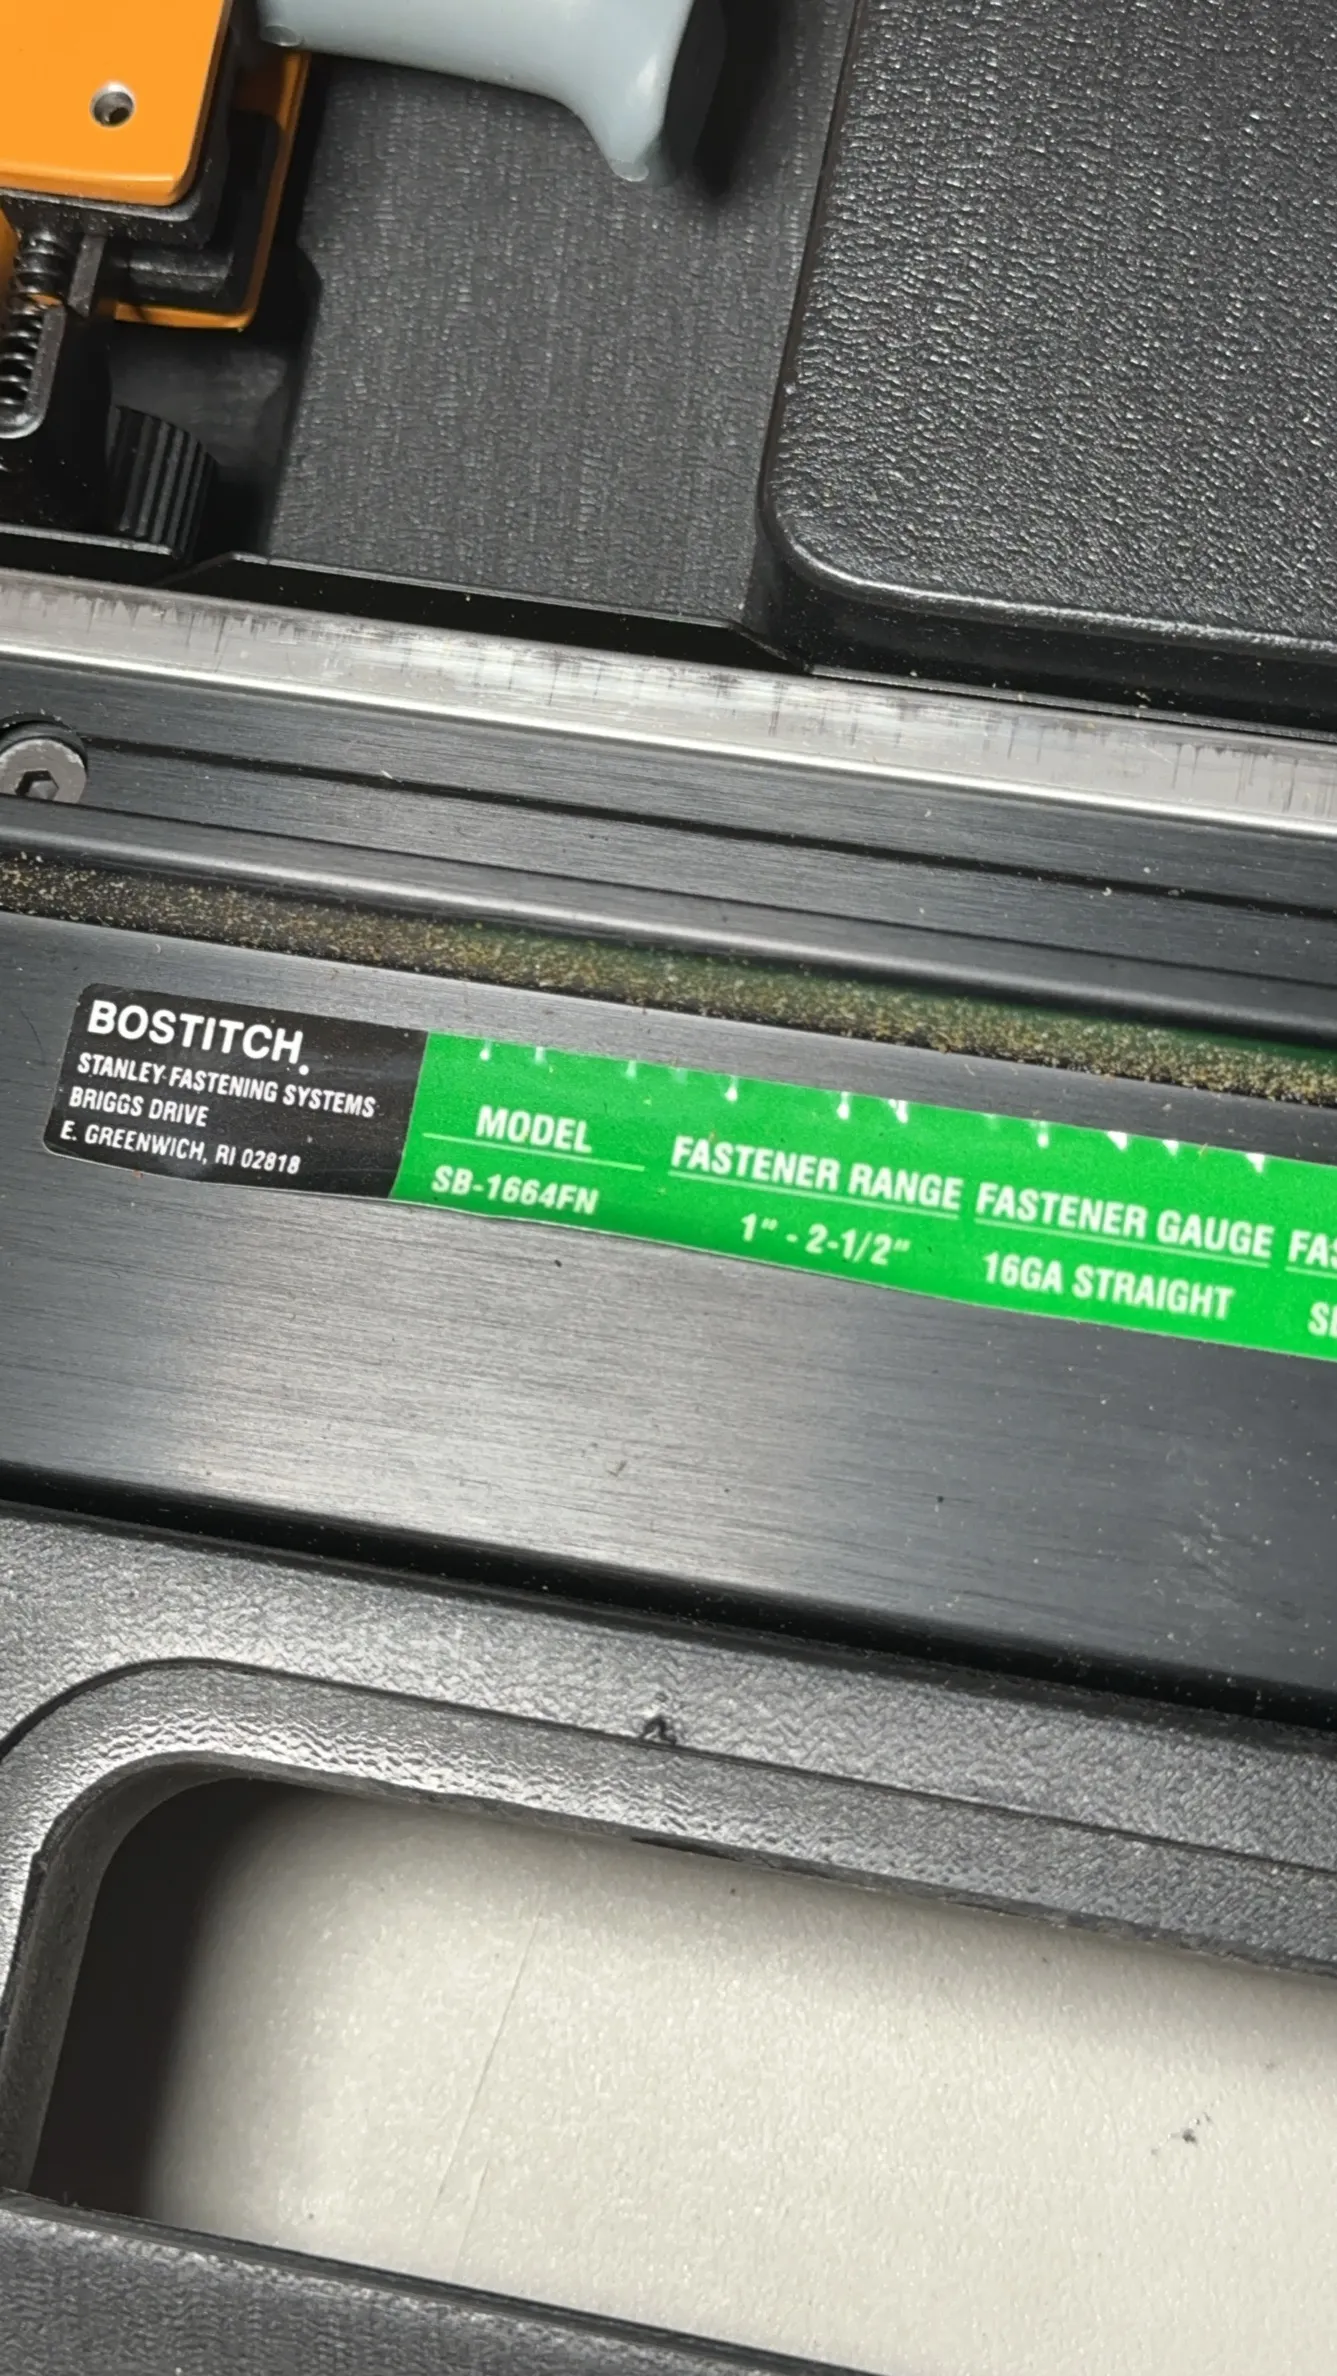 BOSTITCH
STANLEY FASTENING SYSTEMS
BRIGGS DRIVE
E. GREENWICH, RI 02818
MODEL
SB-1664FN
FASTENER RANGE
1" - 2-1/2"
FASTENER GAUGE
16GA STRAIGHT